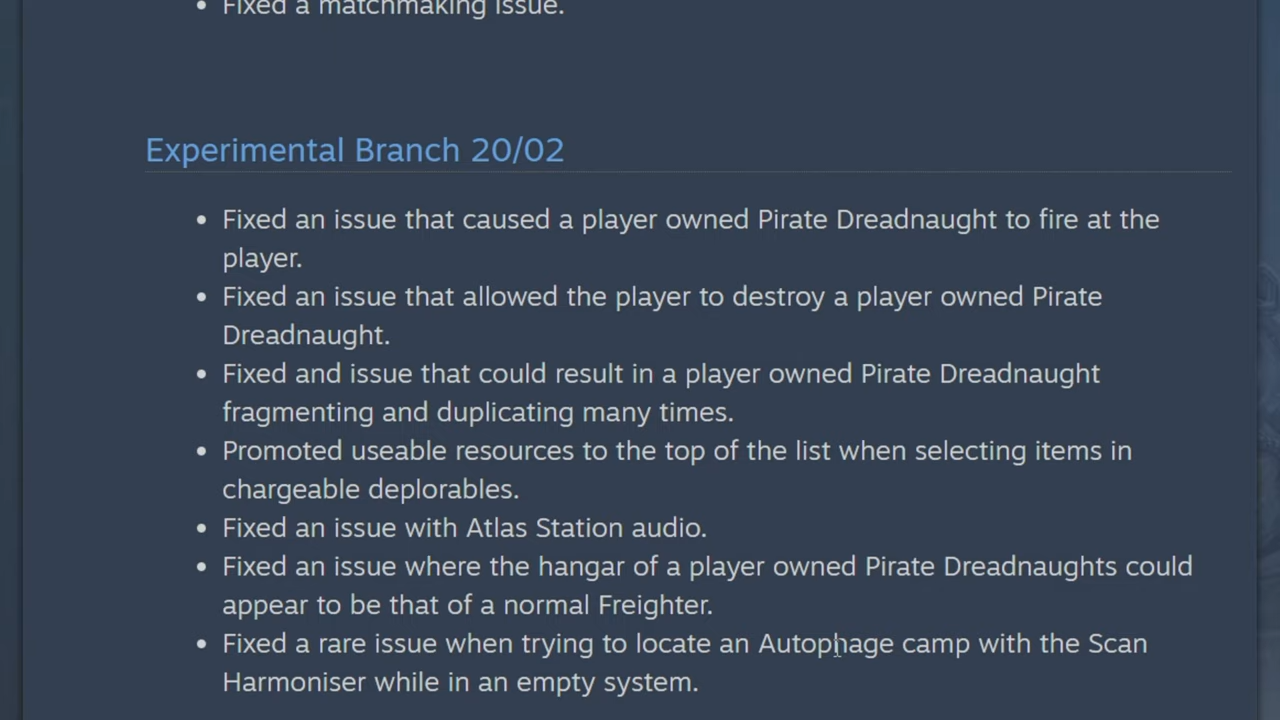 • Fixed a matchmaking issue.
Experimental Branch 20/02
• Fixed an issue that caused a player owned Pirate Dreadnaught to fire at the
player.
• Fixed an issue that allowed the player to destroy a player owned Pirate
Dreadnaught.
• Fixed and issue that could result in a player owned Pirate Dreadnaught
fragmenting and duplicating many times.
• Promoted useable resources to the top of the list when selecting items in
chargeable deplorables.
• Fixed an issue with Atlas Station audio.
• Fixed an issue where the hangar of a player owned Pirate Dreadnaughts could
appear to be that of a normal Freighter.
• Fixed a rare issue when trying to locate an Autophage camp with the Scan
Harmoniser while in an empty system.